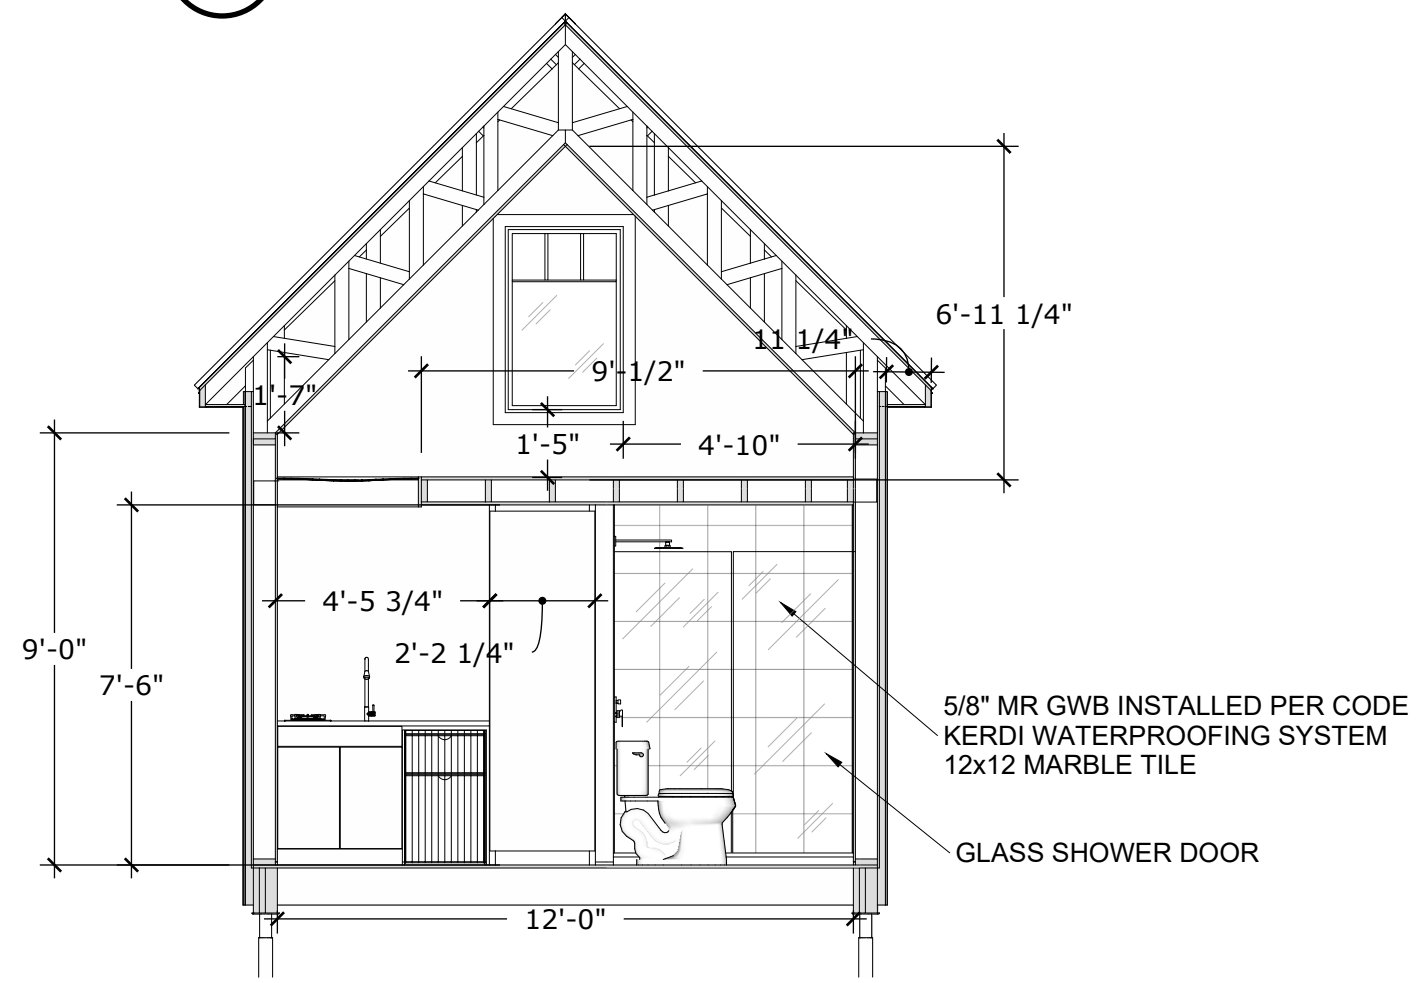 6'-11 1/4"
11 1/4"
9'-1/2"
1'-7"
1'-5"
4'-10"
4'-5 3/4"
2'-2 1/4"
9'-0"
7'-6"
5/8" MR GWB INSTALLED PER CODE
KERDI WATERPROOFING SYSTEM
12x12 MARBLE TILE
GLASS SHOWER DOOR
12'-0"